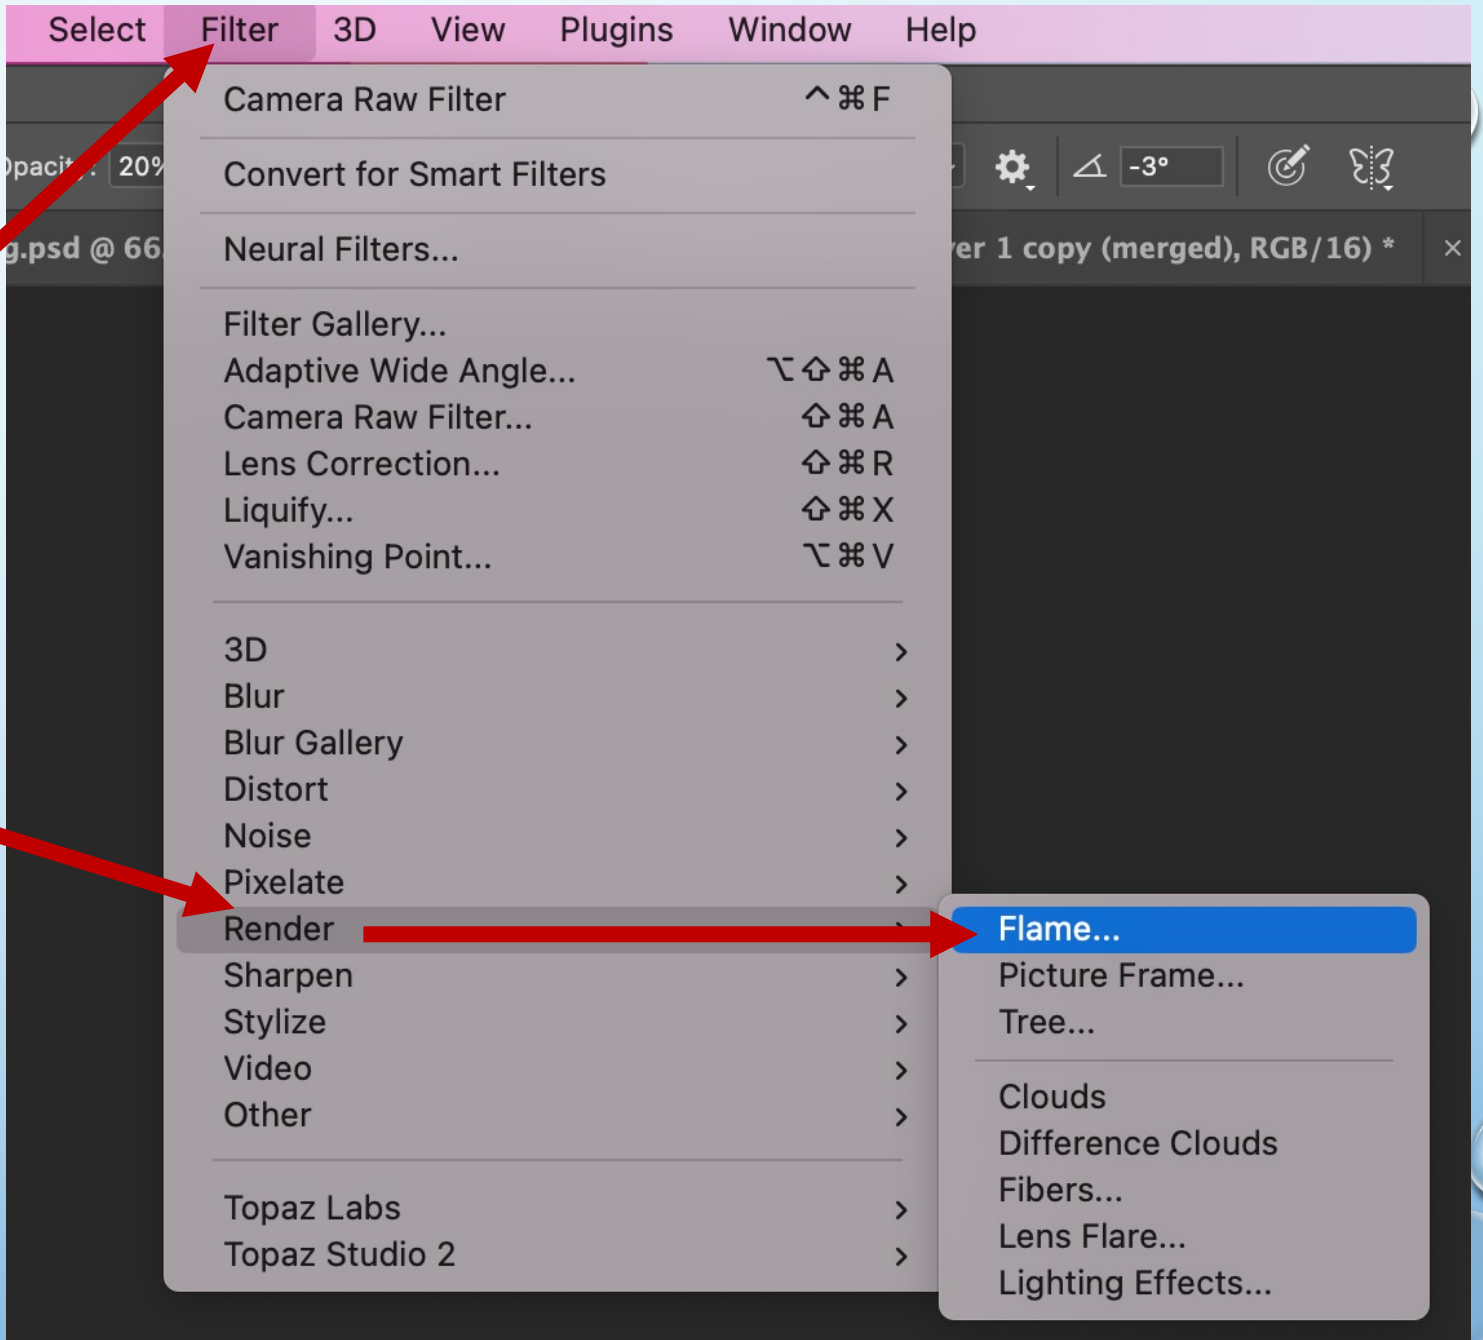 Select Filter 3D View Plugins Window Help
Camera Raw Filter ^⌘F
Opacity: 20% -3°
Convert for Smart Filters
g.psd @ 66. er 1 copy (merged), RGB/16) * ×
Neural Filters...
Filter Gallery...
Adaptive Wide Angle... ⌥⇧⌘A
Camera Raw Filter... ⇧⌘A
Lens Correction... ⇧⌘R
Liquify... ⇧⌘X
Vanishing Point... ⌥⌘V
3D >
Blur >
Blur Gallery >
Distort >
Noise >
Pixelate >
Render
Sharpen >
Stylize >
Video >
Other >
Topaz Labs >
Topaz Studio 2 >
Flame...
Picture Frame...
Tree...
Clouds
Difference Clouds
Fibers...
Lens Flare...
Lighting Effects...